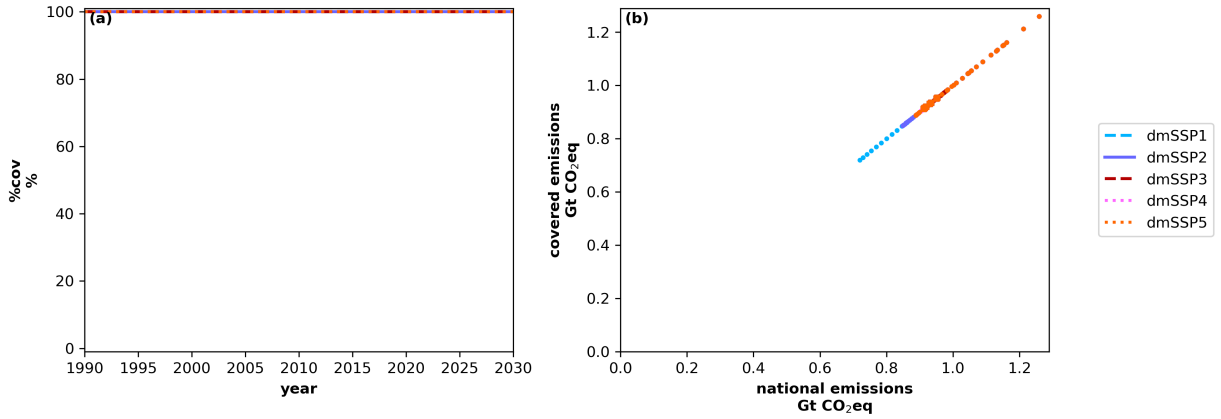 (a)
100
80
60
40
20
0
%cov
%
1990 1995 2000 2005 2010 2015 2020 2025 2030
year
(b)
1.2
1.0
0.8
0.6
0.4
0.2
0.0
covered emissions
Gt CO₂eq
0.0 0.2 0.4 0.6 0.8 1.0 1.2
national emissions
Gt CO₂eq
dmSSP1
dmSSP2
dmSSP3
dmSSP4
dmSSP5